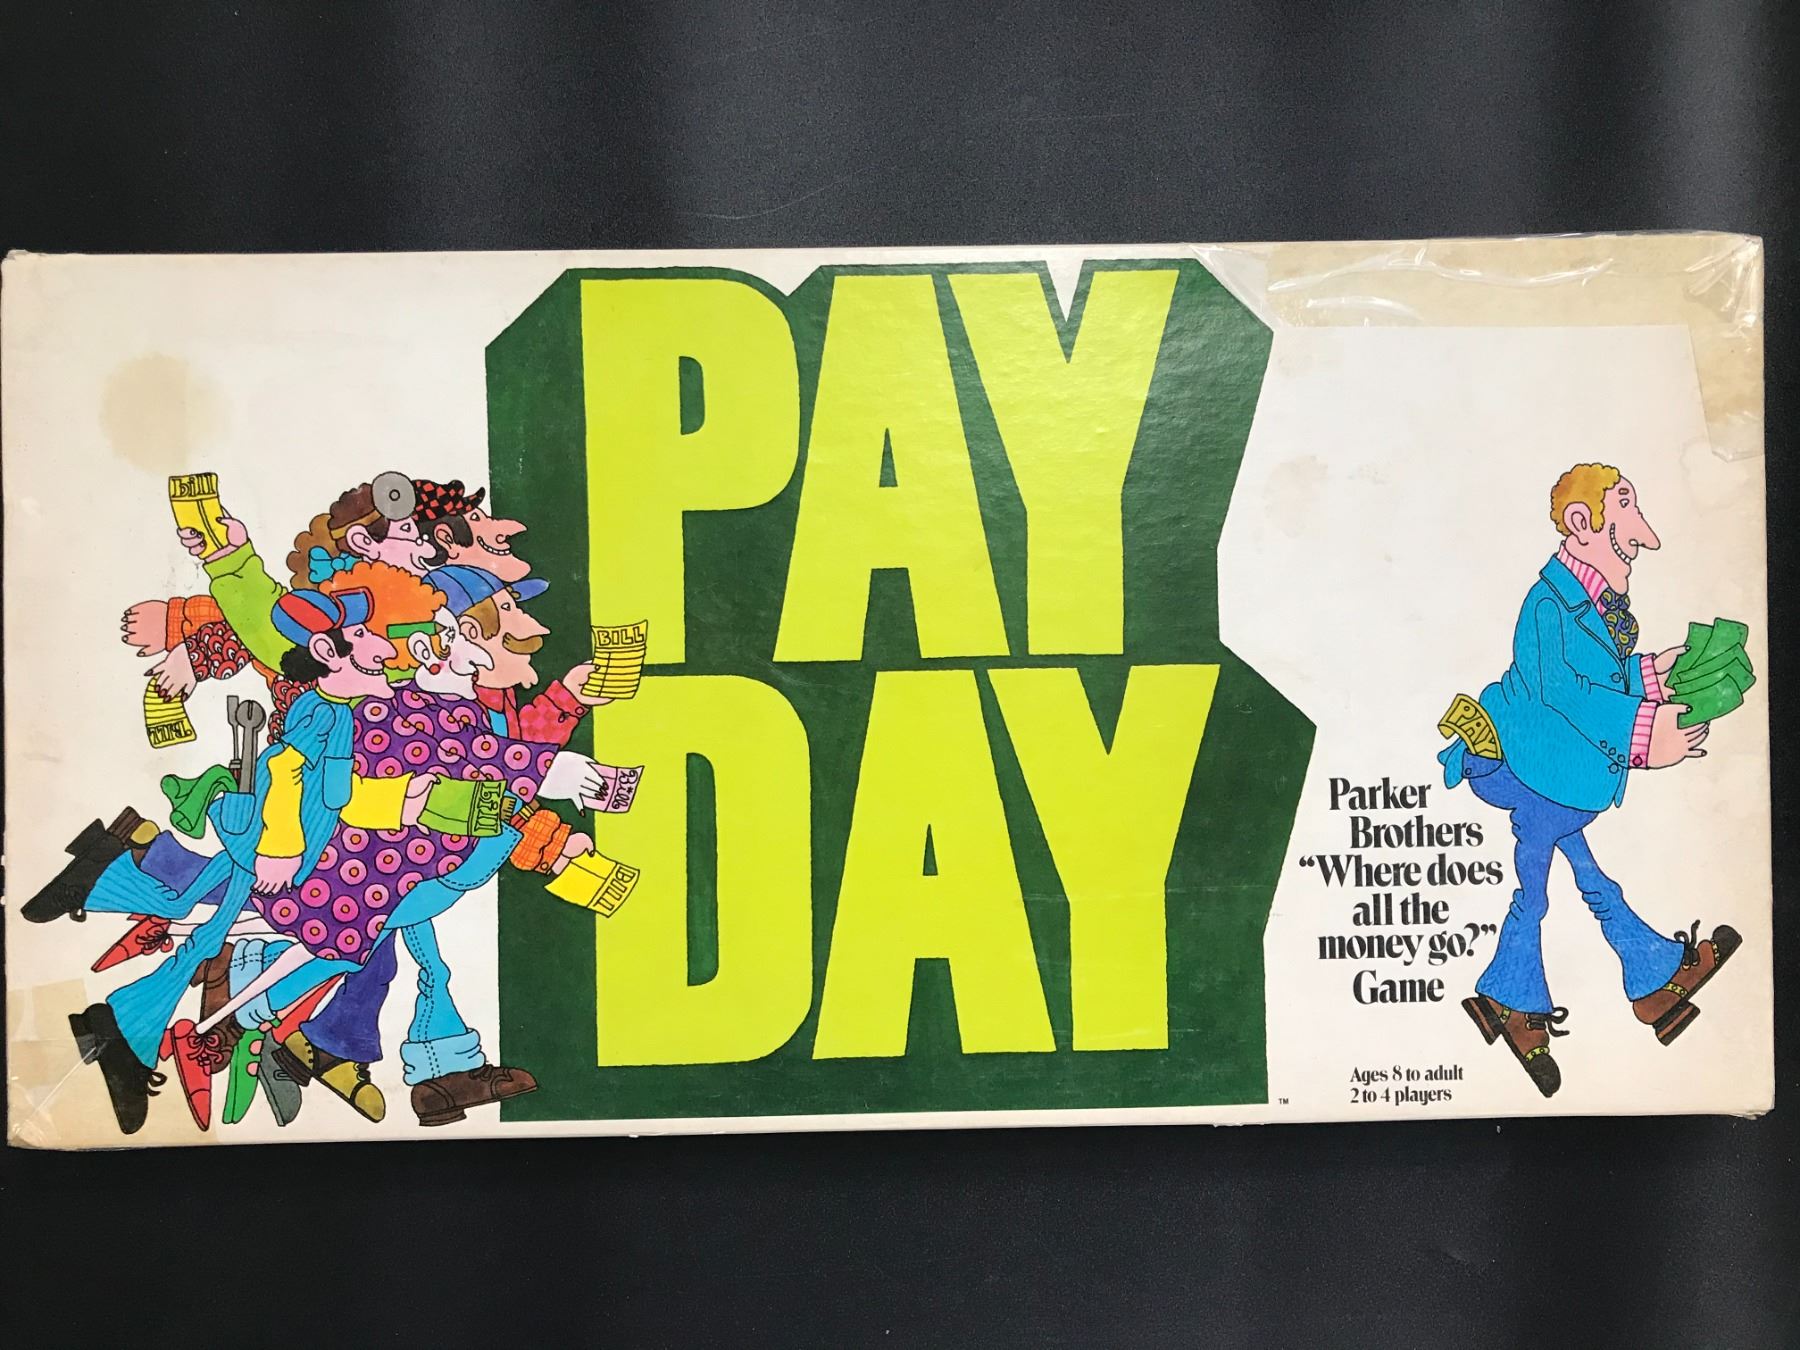 PAY
DAY
bill
BILL
BILL
Bill
bill
BILL
PAY
Parker
Brothers
“Where does
all the
money go?”
Game
Ages 8 to adult
2 to 4 players
TM